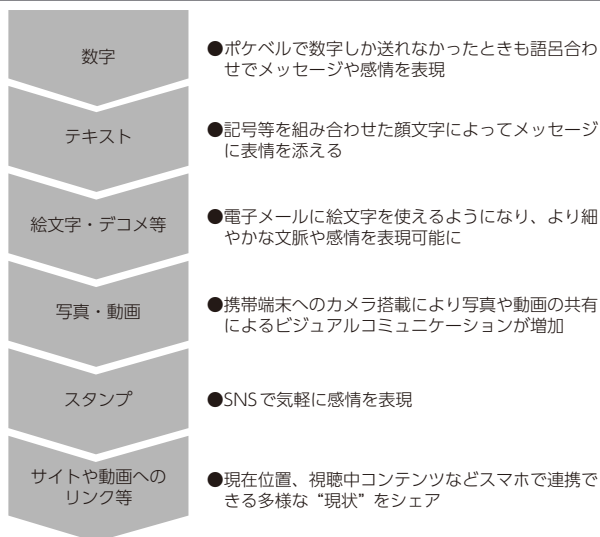 数字
●ポケベルで数字しか送れなかったときも語呂合わ
せでメッセージや感情を表現
テキスト
●記号等を組み合わせた顔文字によってメッセージ
に表情を添える
絵文字・デコメ等
●電子メールに絵文字を使えるようになり、より細
やかな文脈や感情を表現可能に
写真・動画
●携帯端末へのカメラ搭載により写真や動画の共有
によるビジュアルコミュニケーションが増加
スタンプ
●SNSで気軽に感情を表現
サイトや動画への
リンク等
●現在位置、視聴中コンテンツなどスマホで連携で
きる多様な“現状”をシェア